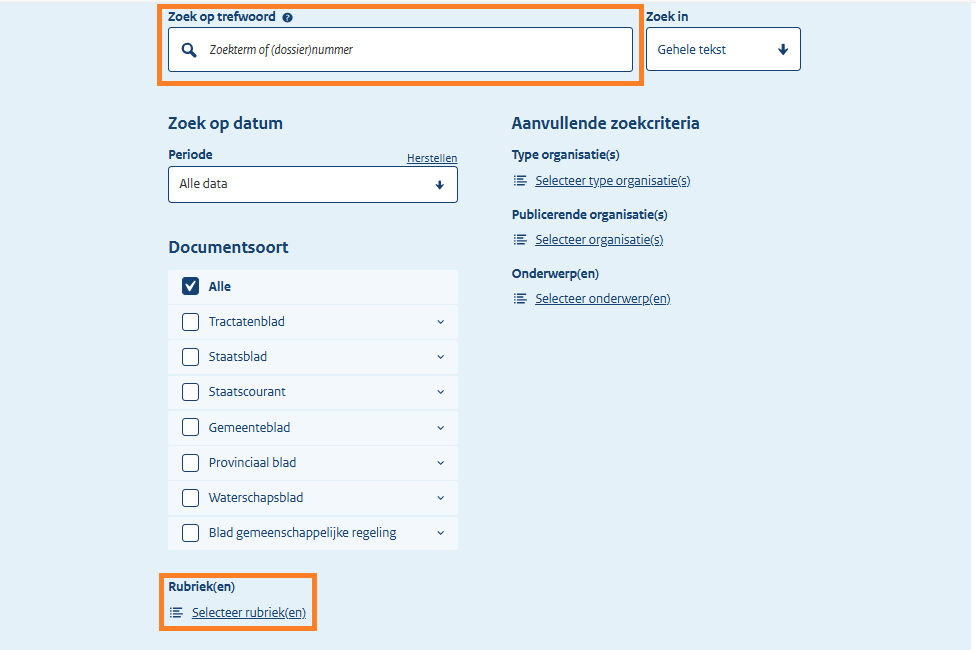 Zoek op trefwoord ?
Zoek in
Zoekterm of (dossier)nummer
Gehele tekst
Zoek op datum
Periode
Herstellen
Alle data
Documentsoort
Alle
Tractatenblad
Staatsblad
Staatscourant
Gemeenteblad
Provinciaal blad
Waterschapsblad
Blad gemeenschappelijke regeling
Rubriek(en)
Selecteer rubriek(en)
Aanvullende zoekcriteria
Type organisatie(s)
Selecteer type organisatie(s)
Publicerende organisatie(s)
Selecteer organisatie(s)
Onderwerp(en)
Selecteer onderwerp(en)